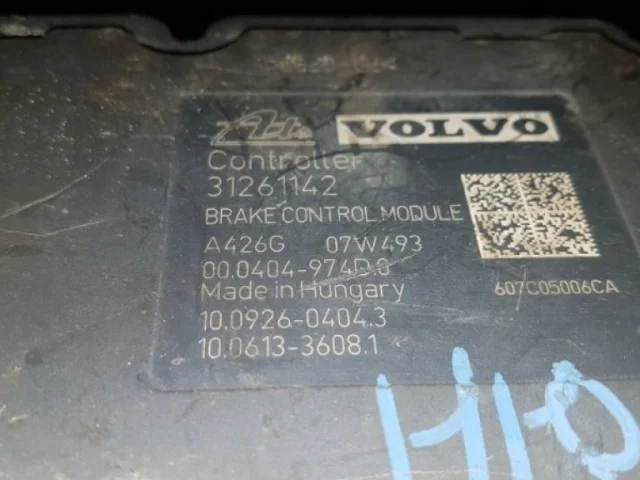 Ate VOLVO
Controller
31261142
BRAKE CONTROL MODULE
A426G 07W493
00.0404-974D.0
Made in Hungary
607C05006CA
10.0926-0404.3
10.0613-3608.1